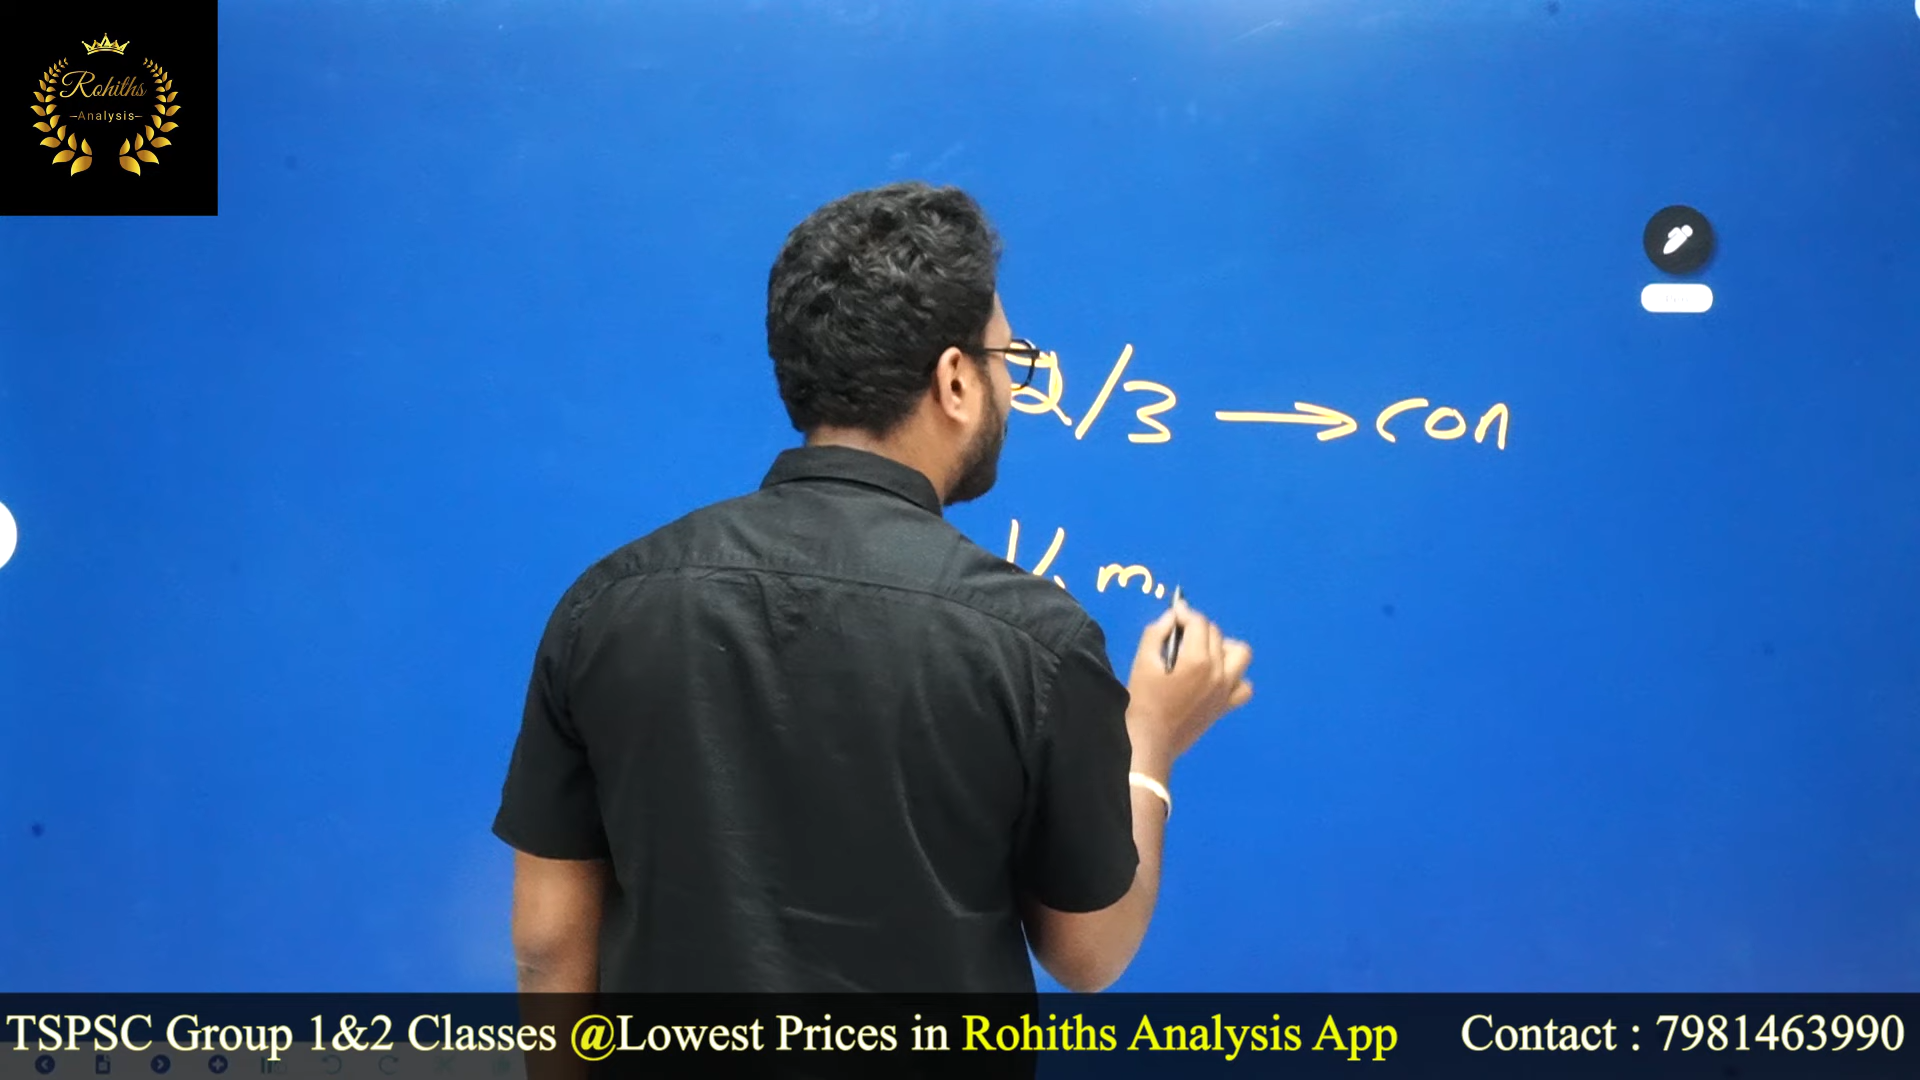 Rohiths
-Analysis-
2/3 → con
TSPSC Group 1&2 Classes @Lowest Prices in Rohiths Analysis App Contact : 7981463990